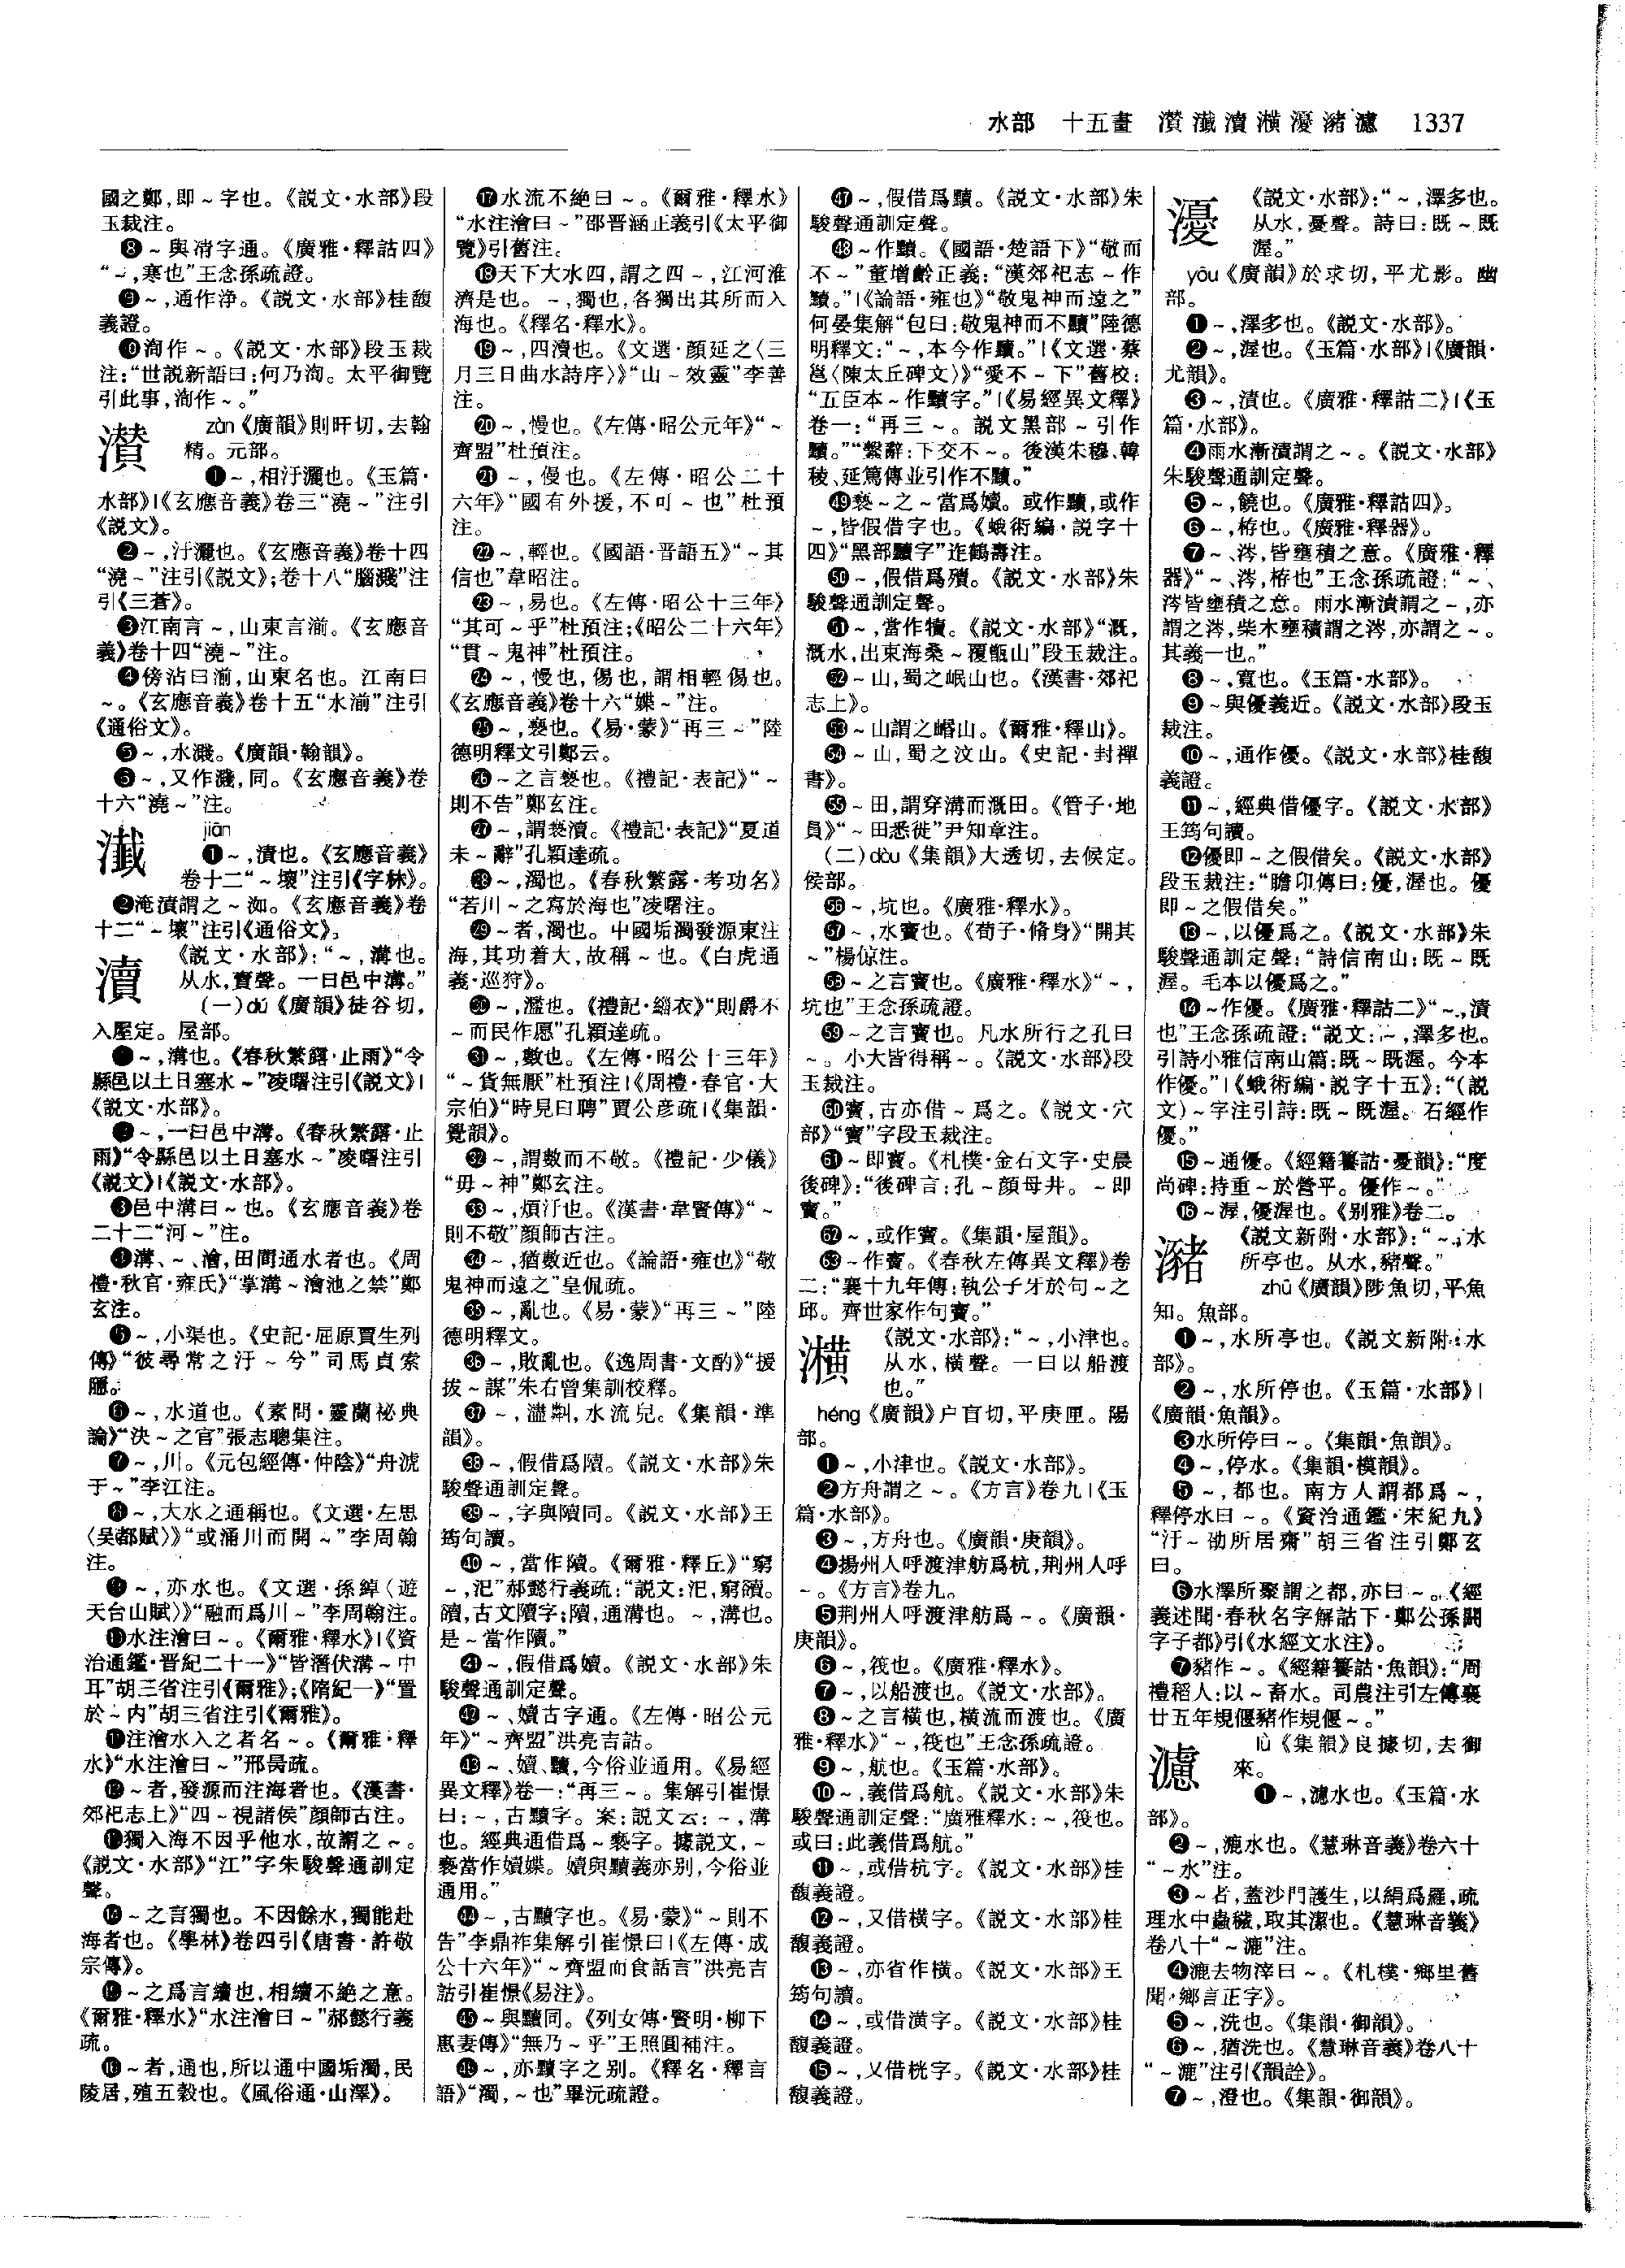 水部　十五畫　灒瀸瀆潢瀀瀦濾　1337
國之鄭,即～字也。《説文·水部》段
玉裁注。
❽～與凊字通。《廣雅·釋詁四》
“～,寒也”王念孫疏證。
❾～,通作浄。《説文·水部》桂馥
義證。
❿渹作～。《説文·水部》段玉裁
注:“世説新語曰:何乃渹。太平御覽
引此事,渹作～。”
灒
zàn《廣韻》則旰切,去翰
精。元部。
❶～,相汙灑也。《玉篇·
水部》|《玄應音義》卷三“澆～”注引
《説文》。
❷～,汙灑也。《玄應音義》卷十四
“澆～”注引《説文》;卷十八“腦濺”注
引《三蒼》。
❸江南言～,山東言湔。《玄應音
義》卷十四“澆～”注。
❹傍沾曰湔,山東名也。江南曰
～。《玄應音義》卷十五“水湔”注引
《通俗文》。
❺～,水濺。《廣韻·翰韻》。
❻～,又作濺,同。《玄應音義》卷
十六“澆～”注。
瀸
jiān
❶～,漬也。《玄應音義》
卷十二“～壞”注引《字林》。
❷淹漬謂之～洳。《玄應音義》卷
十二“～壞”注引《通俗文》。
瀆
《説文·水部》:“～,溝也。
从水,賣聲。一曰邑中溝。”
(一)dú《廣韻》徒谷切,
入屋定。屋部。
❶～,溝也。《春秋繁露·止雨》“令
縣邑以土日塞水～”凌曙注引《説文》|
《説文·水部》。
❷～,一曰邑中溝。《春秋繁露·止
雨》“令縣邑以土日塞水～”凌曙注引
《説文》|《説文·水部》。
❸邑中溝曰～也。《玄應音義》卷
二十二“河～”注。
❹溝、～、澮,田間通水者也。《周
禮·秋官·雍氏》“掌溝～澮池之禁”鄭
玄注。
❺～,小渠也。《史記·屈原賈生列
傳》“彼尋常之汙～兮”司馬貞索
隱。
❻～,水道也。《素問·靈蘭祕典
論》“決～之官”張志聰集注。
❼～,川。《元包經傳·仲陰》“舟淲
于～”李江注。
❽～,大水之通稱也。《文選·左思
〈吴都賦〉》“或涌川而開～”李周翰
注。
❾～,亦水也。《文選·孫綽〈遊
天台山賦〉》“融而爲川～”李周翰注。
❿水注澮曰～。《爾雅·釋水》|《資
治通鑑·晋紀二十一》“皆潛伏溝～中
耳”胡三省注引《爾雅》;《隋紀一》“置
於～内”胡三省注引《爾雅》。
⓫注澮水入之者名～。《爾雅·釋
水》“水注澮曰～”邢昺疏。
⓬～者,發源而注海者也。《漢書·
郊祀志上》“四～視諸侯”顔師古注。
⓭獨入海不因乎他水,故謂之～。
《説文·水部》“江”字朱駿聲通訓定
聲。
⓮～之言獨也。不因餘水,獨能赴
海者也。《學林》卷四引《唐書·許敬
宗傳》。
⓯～之爲言續也,相續不絶之意。
《爾雅·釋水》“水注澮曰～”郝懿行義
疏。
⓰～者,通也,所以通中國垢濁,民
陵居,殖五穀也。《風俗通·山澤》。
⓱水流不絶曰～。《爾雅·釋水》
“水注澮曰～”邵晋涵正義引《太平御
覽》引舊注。
⓲天下大水四,謂之四～,江河淮
濟是也。～,獨也,各獨出其所而入
海也。《釋名·釋水》。
⓳～,四瀆也。《文選·顔延之〈三
月三日曲水詩序〉》“山～效靈”李善
注。
⓴～,慢也。《左傳·昭公元年》“～
齊盟”杜預注。
㉑～,慢也。《左傳·昭公二十
六年》“國有外援,不可～也”杜預
注。
㉒～,輕也。《國語·晋語五》“～其
信也”韋昭注。
㉓～,易也。《左傳·昭公十三年》
“其可～乎”杜預注;《昭公二十六年》
“貫～鬼神”杜預注。
㉔～,慢也,傷也,謂相輕傷也。
《玄應音義》卷十六“媟～”注。
㉕～,褻也。《易·蒙》“再三～”陸
德明釋文引鄭云。
㉖～之言褻也。《禮記·表記》“～
則不告”鄭玄注。
㉗～,謂褻瀆。《禮記·表記》“夏道
未～辭”孔穎達疏。
㉘～,濁也。《春秋繁露·考功名》
“若川～之寫於海也”凌曙注。
㉙～者,濁也。中國垢濁發源東注
海,其功着大,故稱～也。《白虎通
義·巡狩》。
㉚～,濫也。《禮記·緇衣》“則爵不
～而民作愿”孔穎達疏。
㉛～,數也。《左傳·昭公十三年》
“～貨無厭”杜預注|《周禮·春官·大
宗伯》“時見曰聘”賈公彦疏|《集韻·
覺韻》。
㉜～,謂數而不敬。《禮記·少儀》
“毋～神”鄭玄注。
㉝～,煩汙也。《漢書·韋賢傳》“～
則不敬”顔師古注。
㉞～,猶數近也。《論語·雍也》“敬
鬼神而遠之”皇侃疏。
㉟～,亂也。《易·蒙》“再三～”陸
德明釋文。
㊱～,敗亂也。《逸周書·文酌》“援
拔～謀”朱右曾集訓校釋。
㊲～,濜㓨,水流皃。《集韻·準
韻》。
㊳～,假借爲隫。《説文·水部》朱
駿聲通訓定聲。
㊴～,字與隫同。《説文·水部》王
筠句讀。
㊵～,當作隫。《爾雅·釋丘》“窮
～,汜”郝懿行義疏:“説文:汜,窮瀆。
瀆,古文隫字;隫,通溝也。～,溝也。
是～當作隫。”
㊶～,假借爲嬻。《説文·水部》朱
駿聲通訓定聲。
㊷～、嬻古字通。《左傳·昭公元
年》“～齊盟”洪亮吉詁。
㊸～、嬻、黷,今俗並通用。《易經
異文釋》卷一:“再三～。集解引崔憬
曰:～,古黷字。案:説文云:～,溝
也。經典通借爲～褻字。據説文,～
褻當作嬻媟。嬻與黷義亦别,今俗並
通用。”
㊹～,古黷字也。《易·蒙》“～則不
告”李鼎祚集解引崔憬曰|《左傳·成
公十六年》“～齊盟而食話言”洪亮吉
詁引崔憬《易注》。
㊺～與黷同。《列女傳·賢明·柳下
惠妻傳》“無乃～乎”王照圓補注。
㊻～,亦黷字之别。《釋名·釋言
語》“濁,～也”畢沅疏證。
㊼～,假借爲黷。《説文·水部》朱
駿聲通訓定聲。
㊽～作黷。《國語·楚語下》“敬而
不～”董增齡正義:“漢郊祀志～作
黷。”|《論語·雍也》“敬鬼神而遠之”
何晏集解“包曰:敬鬼神而不黷”陸德
明釋文:“～,本今作黷。”|《文選·蔡
邕〈陳太丘碑文〉》“愛不～下”舊校:
“五臣本～作黷字。”|《易經異文釋》
卷一:“再三～。説文黑部～引作
黷。”“繫辭:下交不～。後漢朱穆、韓
稜、延篤傳並引作不黷。”
㊾褻～之～當爲嬻。或作黷,或作
～,皆假借字也。《蛾術編·説字十
四》“黑部黷字”迮鶴壽注。
㊿～,假借爲殰。《説文·水部》朱
駿聲通訓定聲。
51～,當作犢。《説文·水部》“溉,
溉水,出東海桑～覆甑山”段玉裁注。
52～山,蜀之岷山也。《漢書·郊祀
志上》。
53～山謂之崏山。《爾雅·釋山》。
54～山,蜀之汶山。《史記·封禪
書》。
55～田,謂穿溝而溉田。《管子·地
員》“～田悉徙”尹知章注。
(二)dòu《集韻》大透切,去候定。
侯部。
56～,坑也。《廣雅·釋水》。
57～,水竇也。《荀子·脩身》“開其
～”楊倞注。
58～之言竇也。《廣雅·釋水》“～,
坑也”王念孫疏證。
59～之言竇也。凡水所行之孔曰
～。小大皆得稱～。《説文·水部》段
玉裁注。
60竇,古亦借～爲之。《説文·穴
部》“竇”字段玉裁注。
61～即竇。《札樸·金石文字·史晨
後碑》:“後碑言:孔～顔母井。～即
竇。”
62～,或作竇。《集韻·屋韻》。
63～作竇。《春秋左傳異文釋》卷
二:“襄十九年傳:執公子牙於句～之
邱。齊世家作句竇。”
㶇
《説文·水部》:“～,小津也。
从水,横聲。一曰以船渡
也。”
héng《廣韻》户盲切,平庚匣。陽
部。
❶～,小津也。《説文·水部》。
❷方舟謂之～。《方言》卷九|《玉
篇·水部》。
❸～,方舟也。《廣韻·庚韻》。
❹揚州人呼渡津舫爲杭,荆州人呼
～。《方言》卷九。
❺荆州人呼渡津舫爲～。《廣韻·
庚韻》。
❻～,筏也。《廣雅·釋水》。
❼～,以船渡也。《説文·水部》。
❽～之言横也,横流而渡也。《廣
雅·釋水》“～,筏也”王念孫疏證。
❾～,航也。《玉篇·水部》。
❿～,義借爲航。《説文·水部》朱
駿聲通訓定聲:“廣雅釋水:～,筏也。
或曰:此義借爲航。”
⓫～,或借杭字。《説文·水部》桂
馥義證。
⓬～,又借横字。《説文·水部》桂
馥義證。
⓭～,亦省作横。《説文·水部》王
筠句讀。
⓮～,或借潢字。《説文·水部》桂
馥義證。
⓯～,又借桄字。《説文·水部》桂
馥義證。
瀀
《説文·水部》:“～,澤多也。
从水,憂聲。詩曰:既～既
渥。”
yōu《廣韻》於求切,平尤影。幽
部。
❶～,澤多也。《説文·水部》。
❷～,渥也。《玉篇·水部》|《廣韻·
尤韻》。
❸～,漬也。《廣雅·釋詁二》|《玉
篇·水部》。
❹雨水漸漬謂之～。《説文·水部》
朱駿聲通訓定聲。
❺～,饒也。《廣雅·釋詁四》。
❻～,栫也。《廣雅·釋器》。
❼～、涔,皆壅積之意。《廣雅·釋
器》“～、涔,栫也”王念孫疏證:“～、
涔皆壅積之意。雨水漸漬謂之～,亦
謂之涔,柴木壅積謂之涔,亦謂之～。
其義一也。”
❽～,寬也。《玉篇·水部》。
❾～與優義近。《説文·水部》段玉
裁注。
❿～,通作優。《説文·水部》桂馥
義證。
⓫～,經典借優字。《説文·水部》
王筠句讀。
⓬優即～之假借矣。《説文·水部》
段玉裁注:“瞻卬傳曰:優,渥也。優
即～之假借矣。”
⓭～,以優爲之。《説文·水部》朱
駿聲通訓定聲:“詩信南山:既～既
渥。毛本以優爲之。”
⓮～作優。《廣雅·釋詁二》“～,漬
也”王念孫疏證:“説文:～,澤多也。
引詩小雅信南山篇:既～既渥。今本
作優。”|《蛾術編·説字十五》:“(説
文)～字注引詩:既～既渥。石經作
優。”
⓯～通優。《經籍籑詁·憂韻》:“度
尚碑:持重～於營平。優作～。”
⓰～渥,優渥也。《别雅》卷二。
瀦
《説文新附·水部》:“～,水
所亭也。从水,豬聲。”
zhū《廣韻》陟魚切,平魚
知。魚部。
❶～,水所亭也。《説文新附·水
部》。
❷～,水所停也。《玉篇·水部》|
《廣韻·魚韻》。
❸水所停曰～。《集韻·魚韻》。
❹～,停水。《集韻·模韻》。
❺～,都也。南方人謂都爲～,
釋停水曰～。《資治通鑑·宋紀九》
“汙～劭所居齋”胡三省注引鄭玄
曰。
❻水澤所聚謂之都,亦曰～。《經
義述聞·春秋名字解詁下·鄭公孫闕
字子都》引《水經文水注》。
❼豬作～。《經籍籑詁·魚韻》:“周
禮稻人:以～畜水。司農注引左傳襄
廿五年規偃豬作規偃～。”
濾
lǜ《集韻》良據切,去御
來。
❶～,漉水也。《玉篇·水
部》。
❷～,漉水也。《慧琳音義》卷六十
“～水”注。
❸～者,蓋沙門護生,以絹爲羅,疏
理水中蟲穢,取其潔也。《慧琳音義》
卷八十“～漉”注。
❹漉去物滓曰～。《札樸·鄉里舊
聞·鄉言正字》。
❺～,洗也。《集韻·御韻》。
❻～,猶洗也。《慧琳音義》卷八十
“～漉”注引《韻詮》。
❼～,澄也。《集韻·御韻》。